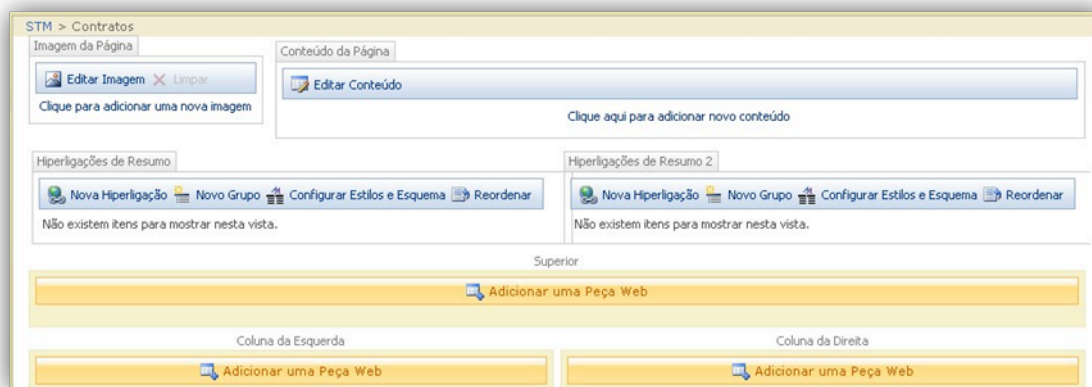 STM > Contratos
Imagem da Página
Conteúdo da Página
Editar Imagem Limpar
Editar Conteúdo
Clique para adicionar uma nova imagem
Clique aqui para adicionar novo conteúdo
Hiperligações de Resumo
Hiperligações de Resumo 2
Nova Hiperligação Novo Grupo Configurar Estilos e Esquema Reordenar
Nova Hiperligação Novo Grupo Configurar Estilos e Esquema Reordenar
Não existem itens para mostrar nesta vista.
Não existem itens para mostrar nesta vista.
Superior
Adicionar uma Peça Web
Coluna da Esquerda
Coluna da Direita
Adicionar uma Peça Web
Adicionar uma Peça Web